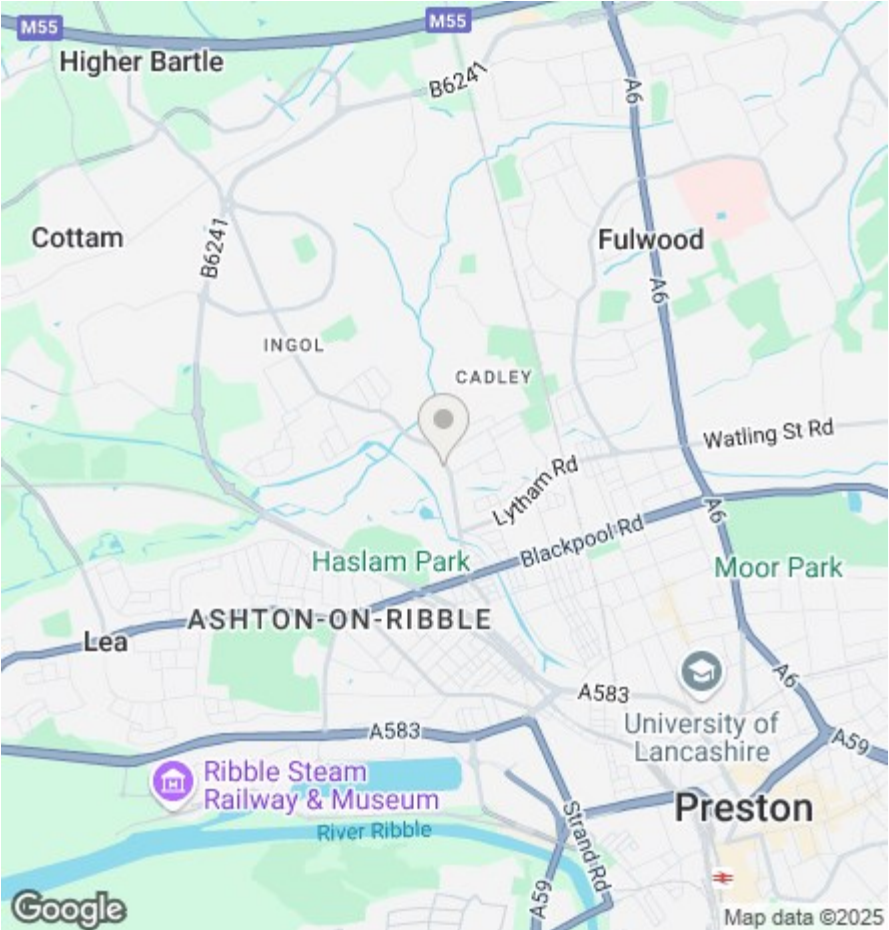 M55
M55
Higher Bartle
B6241
A6
Cottam
B6241
Fulwood
A6
INGOL
CADLEY
Watling St Rd
Lytham Rd
A6
Blackpool Rd
Haslam Park
Moor Park
ASHTON-ON-RIBBLE
Lea
A6
A583
University of
Lancashire
A583
A59
Ribble Steam
Railway & Museum
Preston
River Ribble
Strand Rd
A59
Google
Map data ©2025